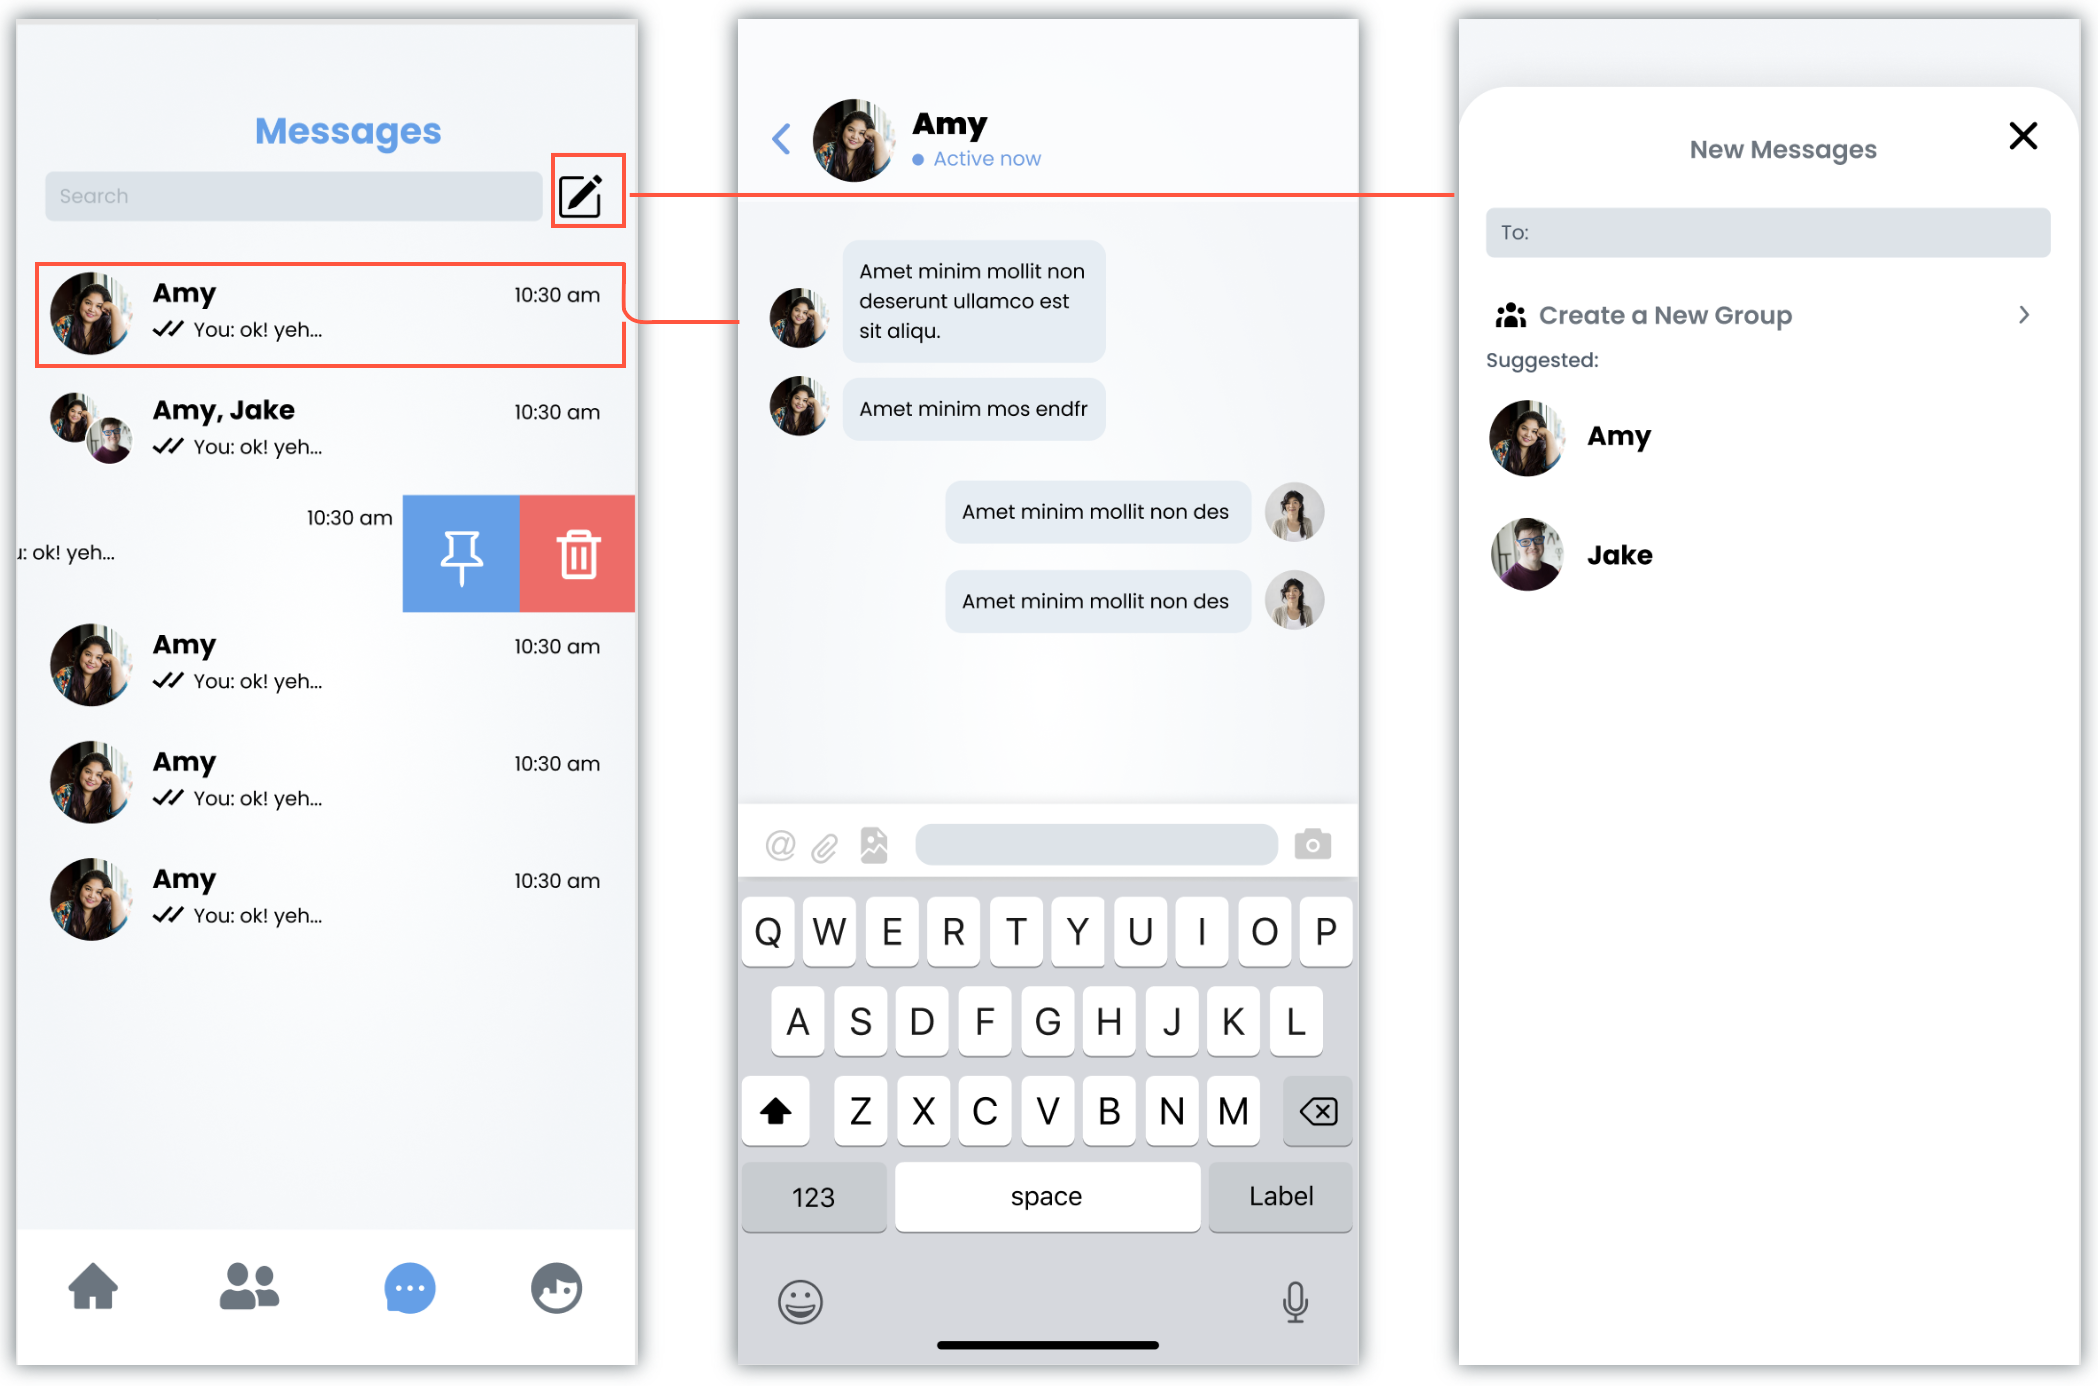 Messages
Search
Amy
10:30 am
You: ok! yeh...
Amy, Jake
10:30 am
You: ok! yeh...
10:30 am
: ok! yeh...
Amy
10:30 am
You: ok! yeh...
Amy
10:30 am
You: ok! yeh...
Amy
10:30 am
You: ok! yeh...
Amy
Active now
Amet minim mollit non
deserunt ullamco est
sit aliqu.
Amet minim mos endfr
Amet minim mollit non des
Amet minim mollit non des
@
Q W E R T Y U I O P
A S D F G H J K L
Z X C V B N M
123 space Label
New Messages
To:
Create a New Group
Suggested:
Amy
Jake